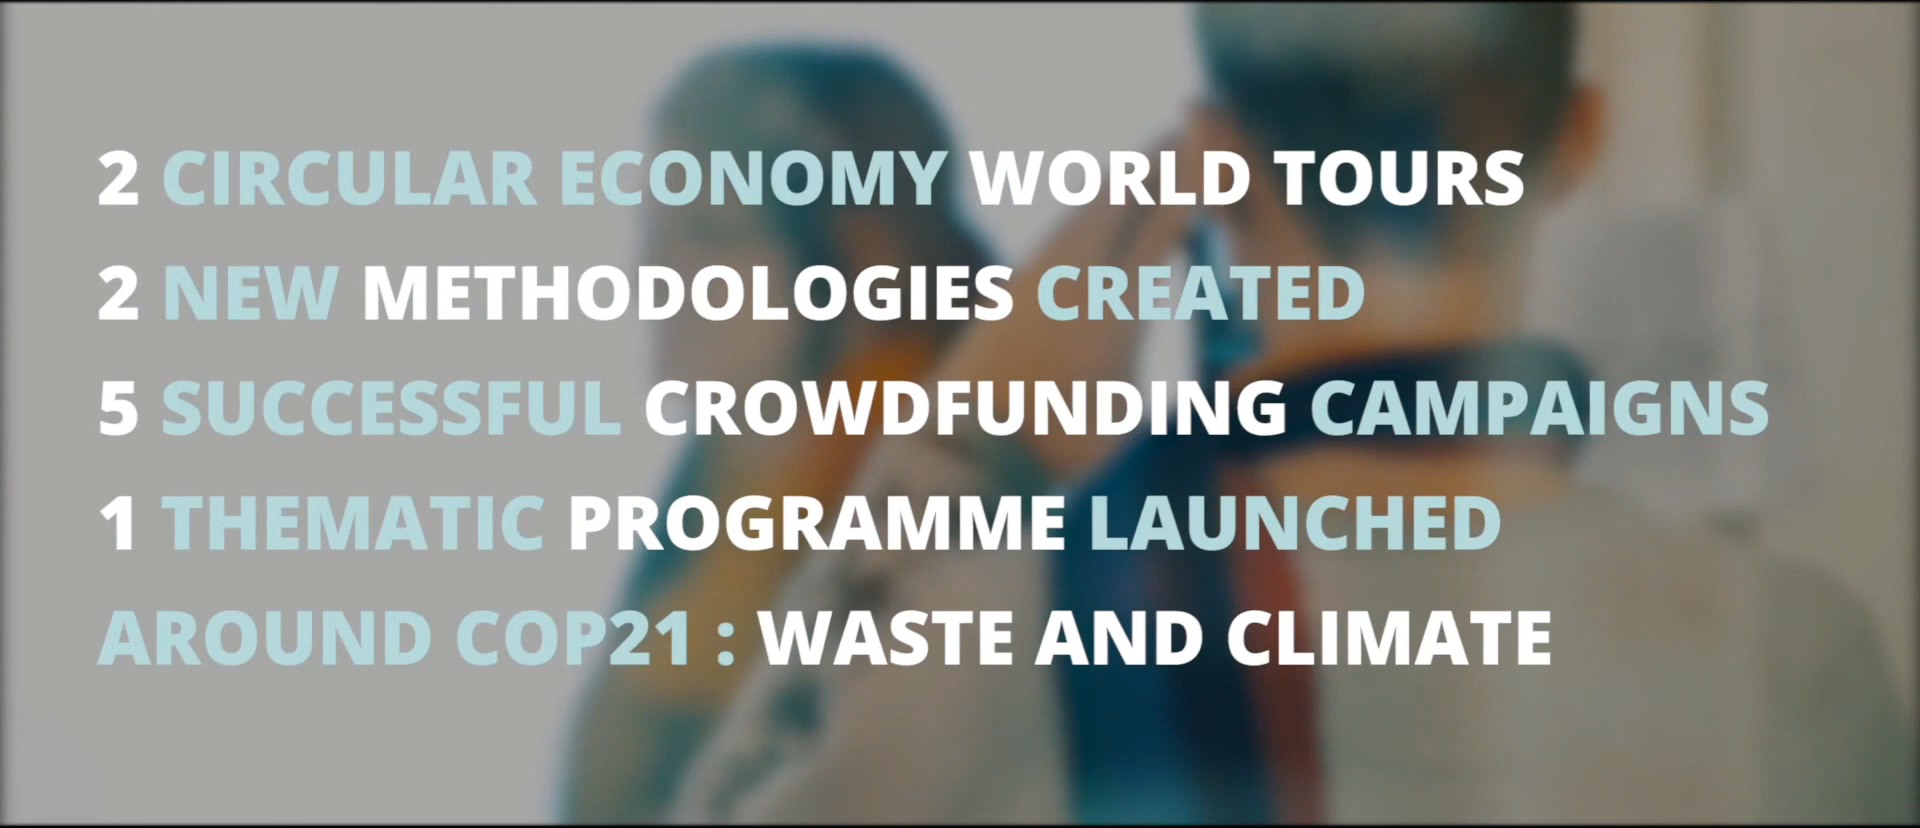 2 CIRCULAR ECONOMY WORLD TOURS
2 NEW METHODOLOGIES CREATED
5 SUCCESSFUL CROWDFUNDING CAMPAIGNS
1 THEMATIC PROGRAMME LAUNCHED
AROUND COP21 : WASTE AND CLIMATE